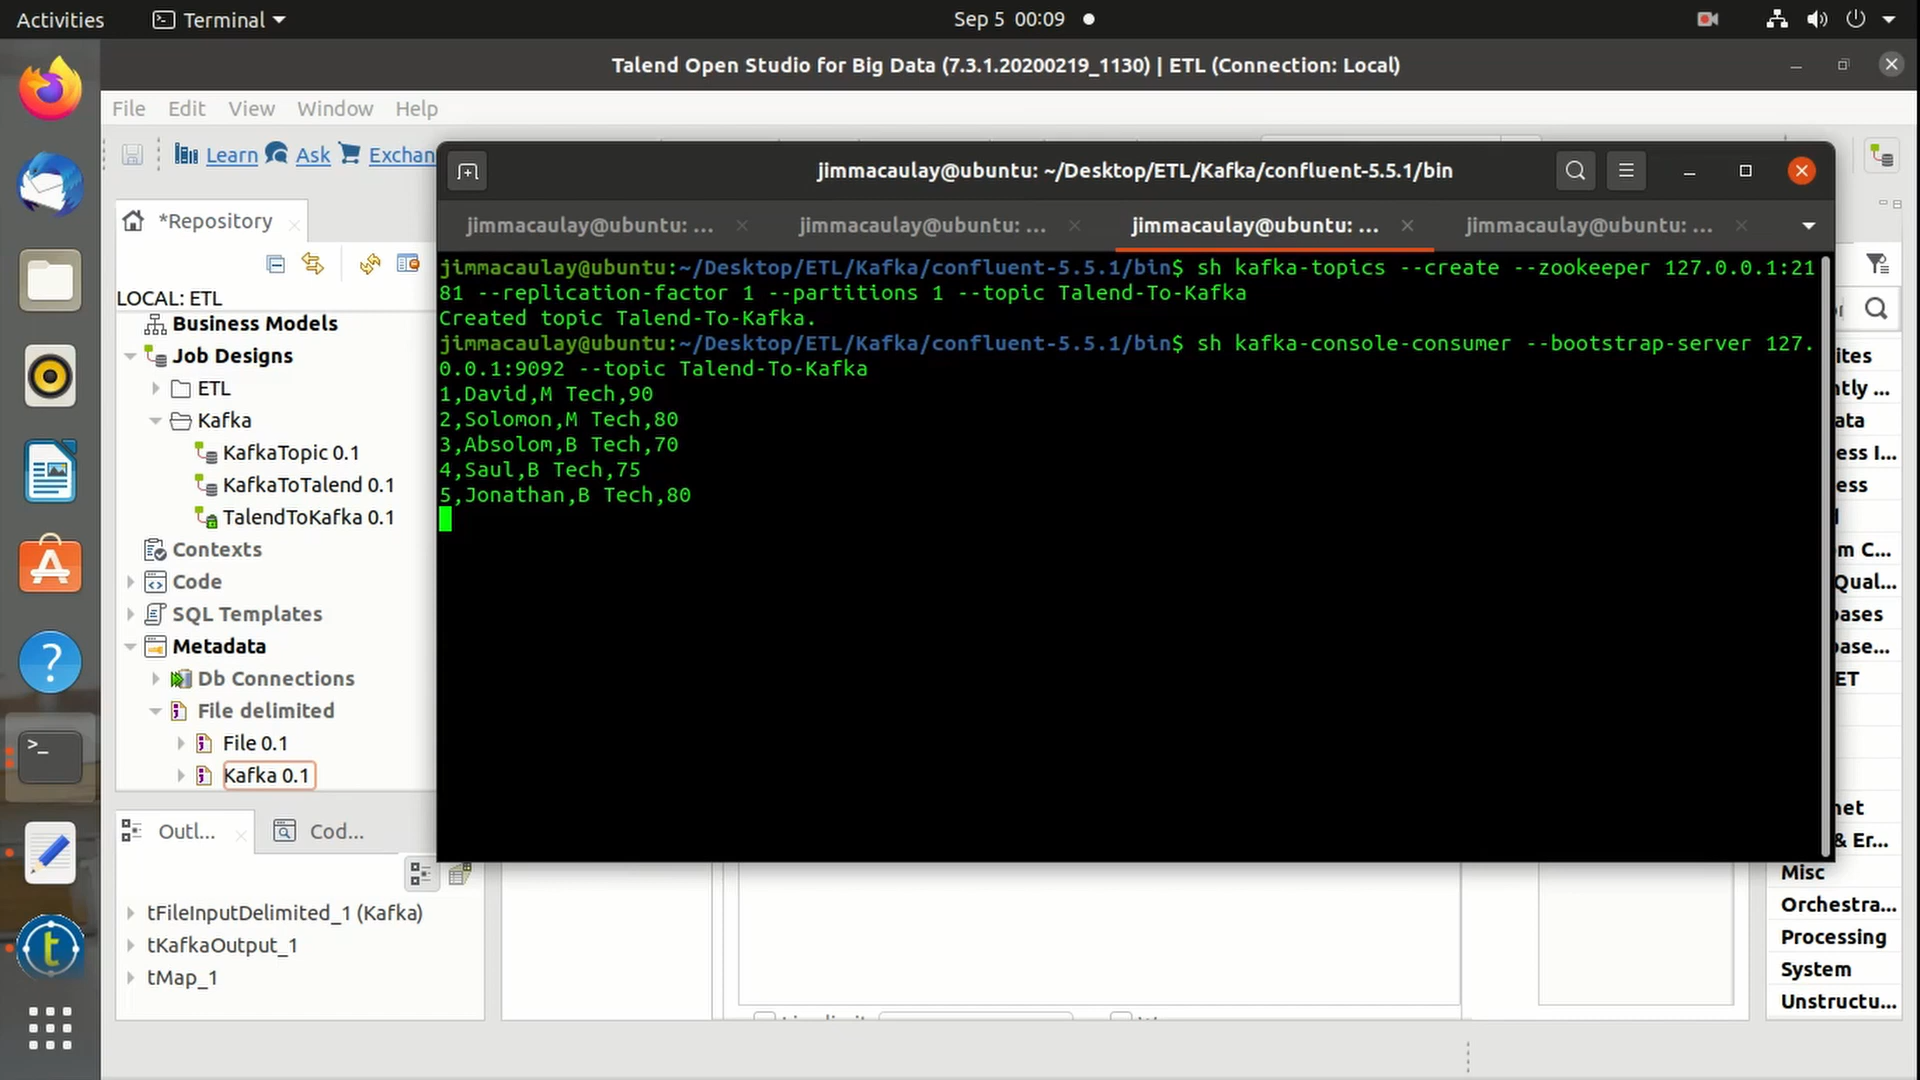 Activities
Terminal
Sep 5 00:09
Talend Open Studio for Big Data (7.3.1.20200219_1130) | ETL (Connection: Local)
File Edit View Window Help
Learn Ask Exchan
*Repository
LOCAL: ETL
Business Models
Job Designs
ETL
Kafka
KafkaTopic 0.1
KafkaToTalend 0.1
TalendToKafka 0.1
Contexts
Code
SQL Templates
Metadata
Db Connections
File delimited
File 0.1
Kafka 0.1
Outl...
Cod...
tFileInputDelimited_1 (Kafka)
tKafkaOutput_1
tMap_1
jimmacaulay@ubuntu: ~/Desktop/ETL/Kafka/confluent-5.5.1/bin
jimmacaulay@ubuntu: ...
jimmacaulay@ubuntu: ...
jimmacaulay@ubuntu: ...
jimmacaulay@ubuntu: ...
jimmacaulay@ubuntu:~/Desktop/ETL/Kafka/confluent-5.5.1/bin$ sh kafka-topics --create --zookeeper 127.0.0.1:21
81 --replication-factor 1 --partitions 1 --topic Talend-To-Kafka
Created topic Talend-To-Kafka.
jimmacaulay@ubuntu:~/Desktop/ETL/Kafka/confluent-5.5.1/bin$ sh kafka-console-consumer --bootstrap-server 127.
0.0.1:9092 --topic Talend-To-Kafka
1,David,M Tech,90
2,Solomon,M Tech,80
3,Absolom,B Tech,70
4,Saul,B Tech,75
5,Jonathan,B Tech,80
ites
ntly ...
ata
ess I...
ess
om C...
Qual...
bases
base...
ET
net
& Er...
Misc
Orchestra...
Processing
System
Unstructu...